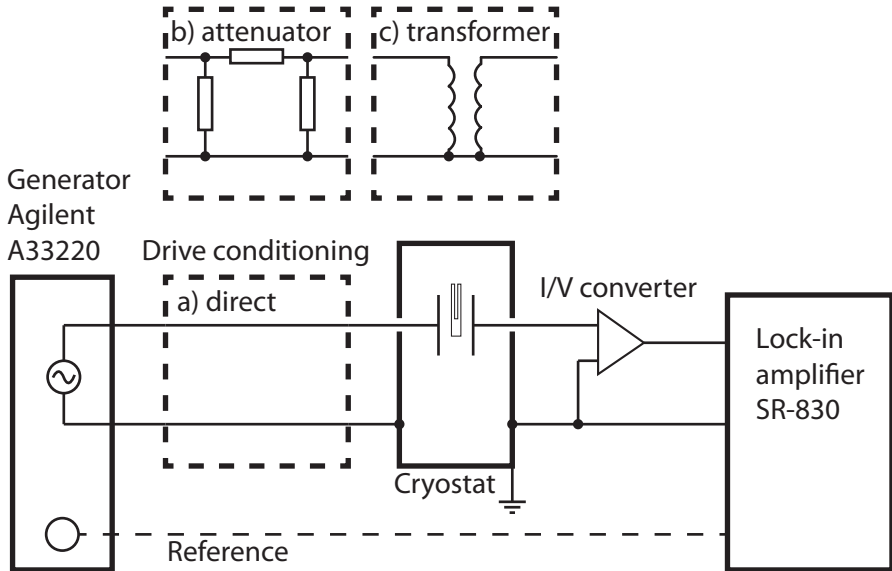 b) attenuator
c) transformer
Generator
Agilent
A33220
Drive conditioning
a) direct
I/V converter
Lock-in
amplifier
SR-830
Cryostat
Reference